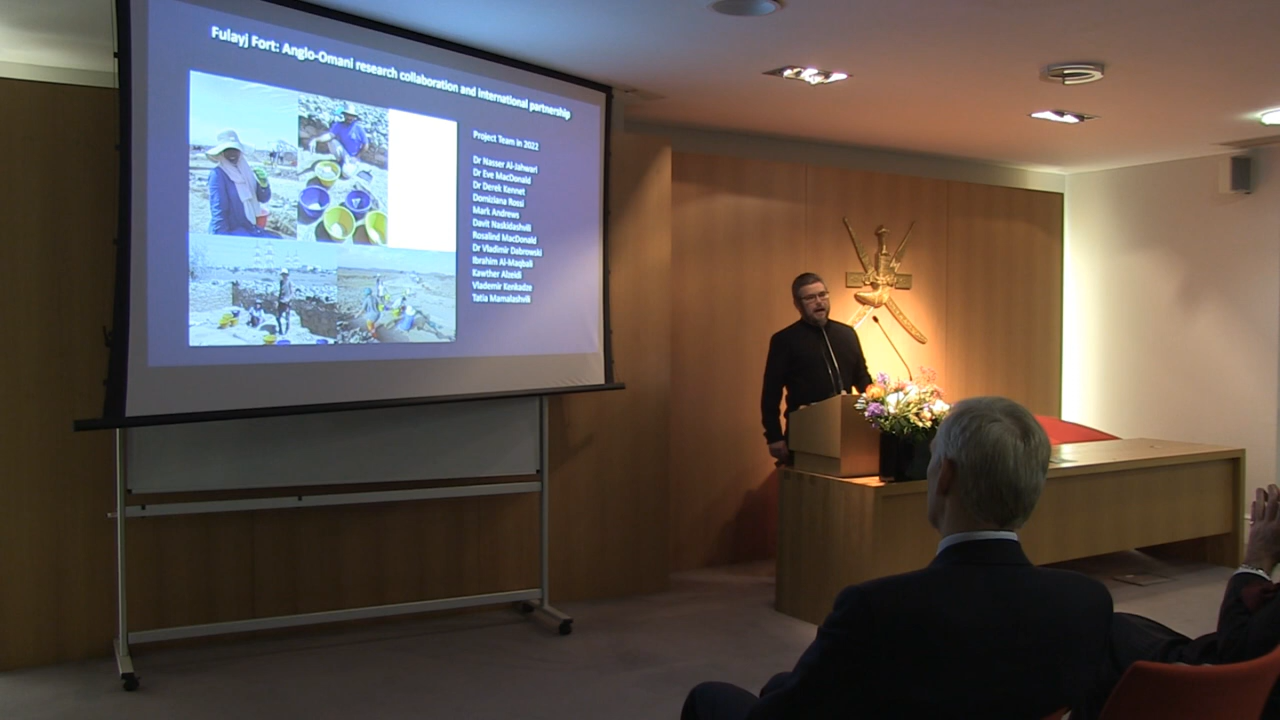 Fulayj Fort: Anglo-Omani research collaboration and international partnership
Project Team in 2022
Dr Nasser Al-Jahwari
Dr Eve MacDonald
Dr Derek Kennet
Domiziana Rossi
Mark Andrews
Davit Naskidashvili
Rosalind MacDonald
Dr Vladimir Dabrowski
Ibrahim Al-Maqbali
Kawther Alzeidi
Vlademir Kenkadze
Tatia Mamalashvili